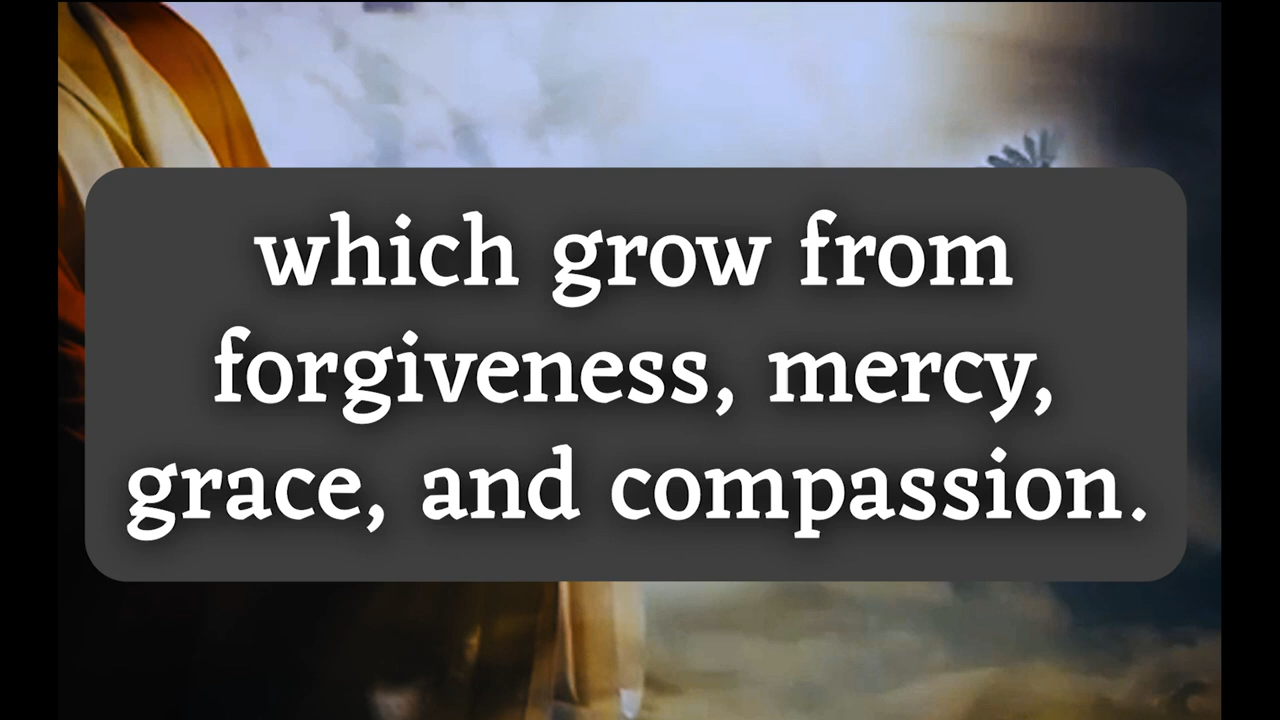 which grow from
forgiveness, mercy,
grace, and compassion.